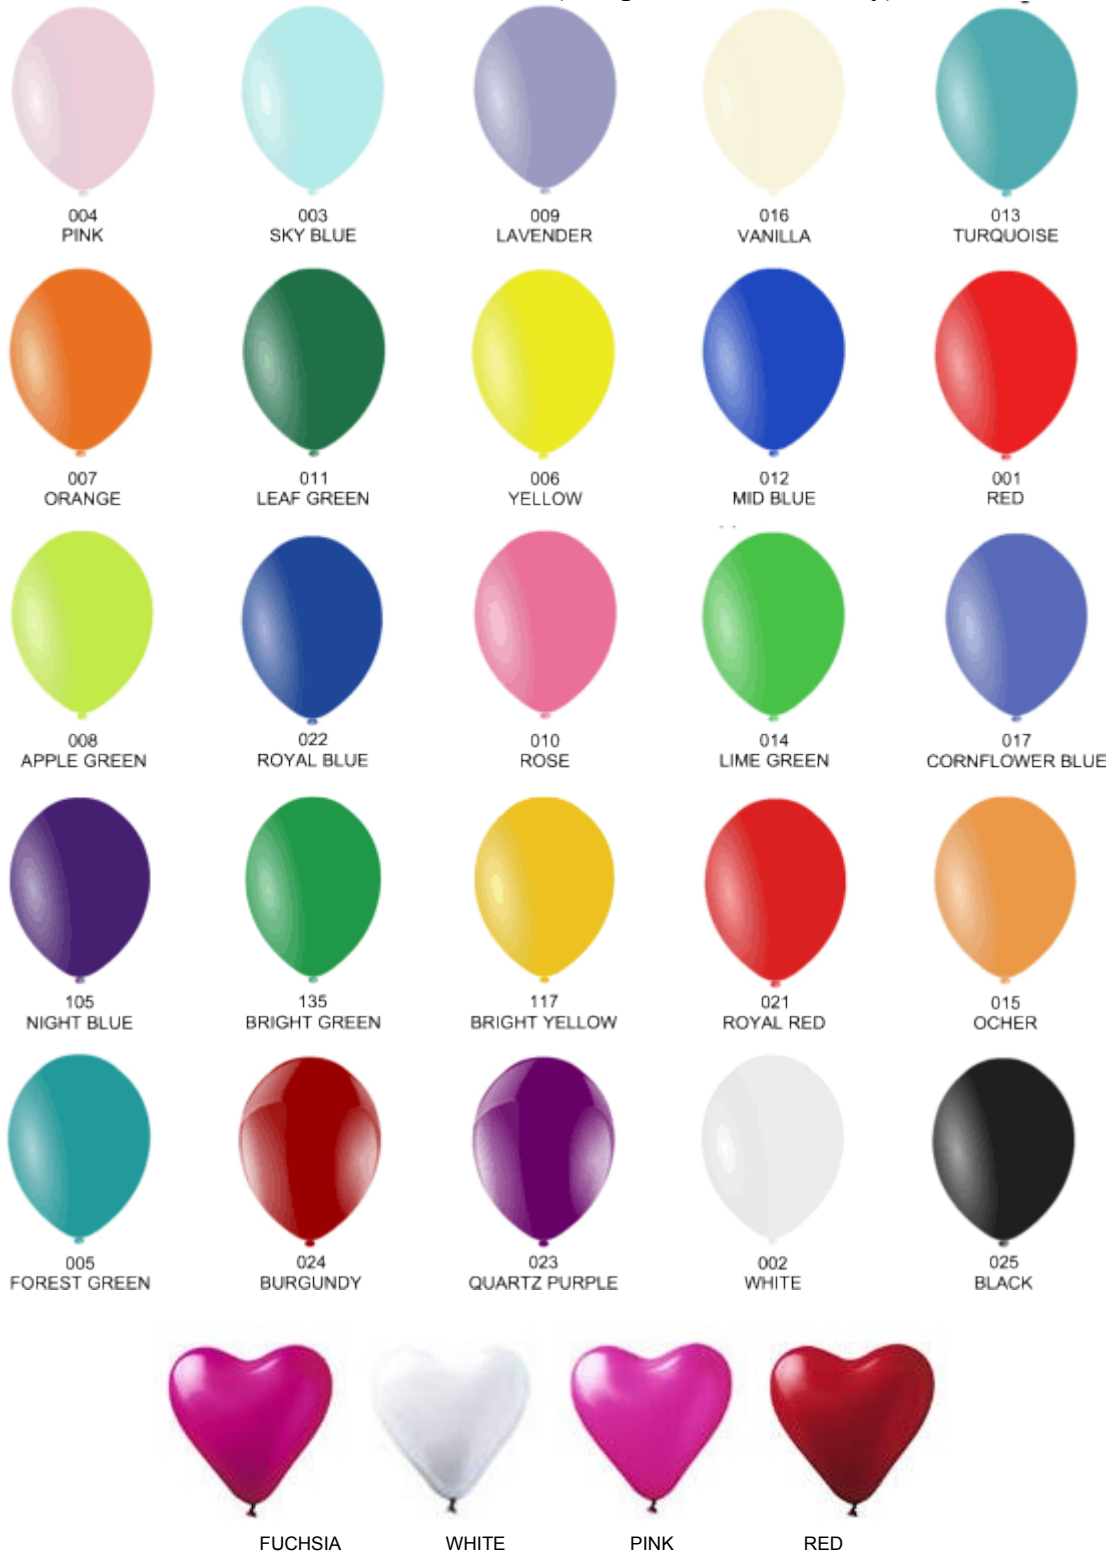 004 003 009 016 013
PINK SKY BLUE LAVENDER VANILLA TURQUOISE
007 011 006 012 001
ORANGE LEAF GREEN YELLOW MID BLUE RED
008 022 010 014 017
APPLE GREEN ROYAL BLUE ROSE LIME GREEN CORNFLOWER BLUE
105 135 117 021 015
NIGHT BLUE BRIGHT GREEN BRIGHT YELLOW ROYAL RED OCHER
005 024 023 002 025
FOREST GREEN BURGUNDY QUARTZ PURPLE WHITE BLACK
FUCHSIA WHITE PINK RED